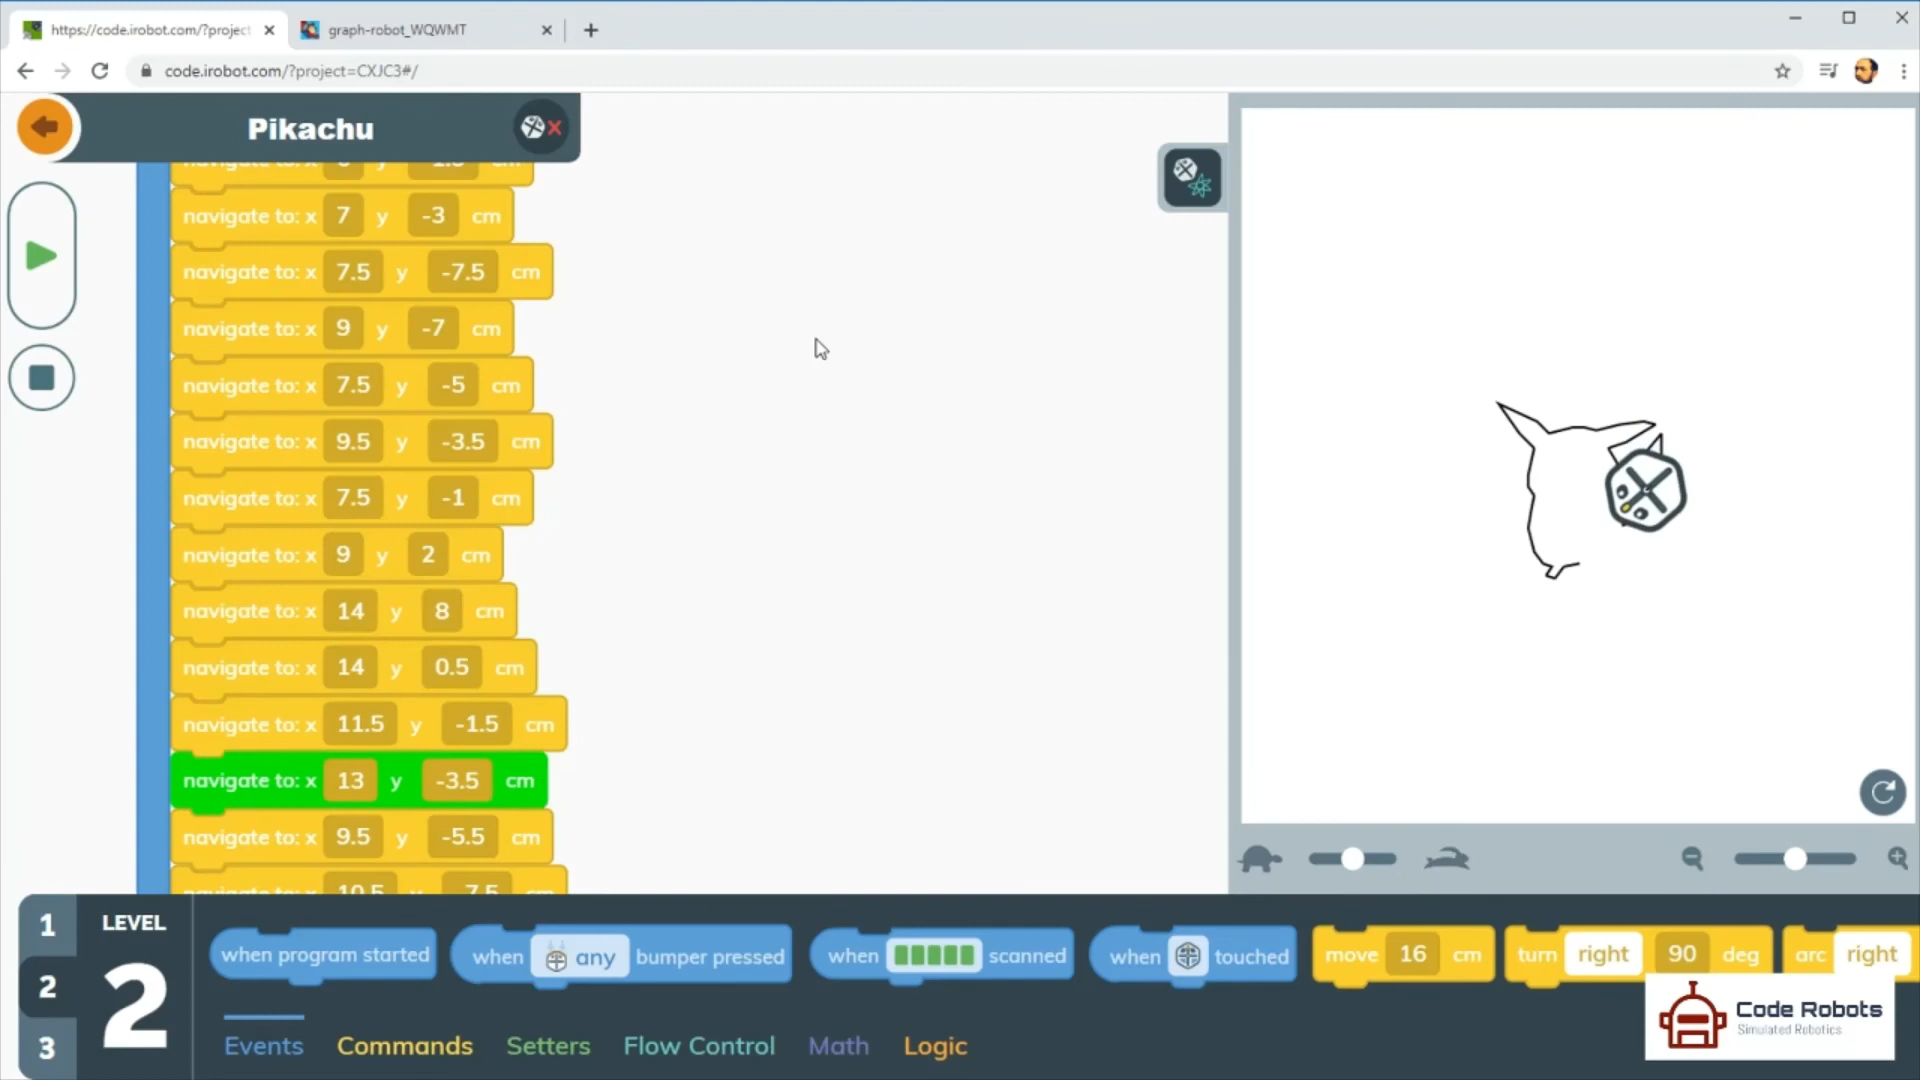 https://code.irobot.com/?project
graph-robot_WQWMT
code.irobot.com/?project=CXJC3#/
Pikachu
navigate to: x 7 y -3 cm
navigate to: x 7.5 y -7.5 cm
navigate to: x 9 y -7 cm
navigate to: x 7.5 y -5 cm
navigate to: x 9.5 y -3.5 cm
navigate to: x 7.5 y -1 cm
navigate to: x 9 y 2 cm
navigate to: x 14 y 8 cm
navigate to: x 14 y 0.5 cm
navigate to: x 11.5 y -1.5 cm
navigate to: x 13 y -3.5 cm
navigate to: x 9.5 y -5.5 cm
1 LEVEL
2 2
3
when program started
when any bumper pressed
when scanned
when touched
move 16 cm
turn right 90 deg
arc right
Events Commands Setters Flow Control Math Logic
Code Robots
Simulated Robotics